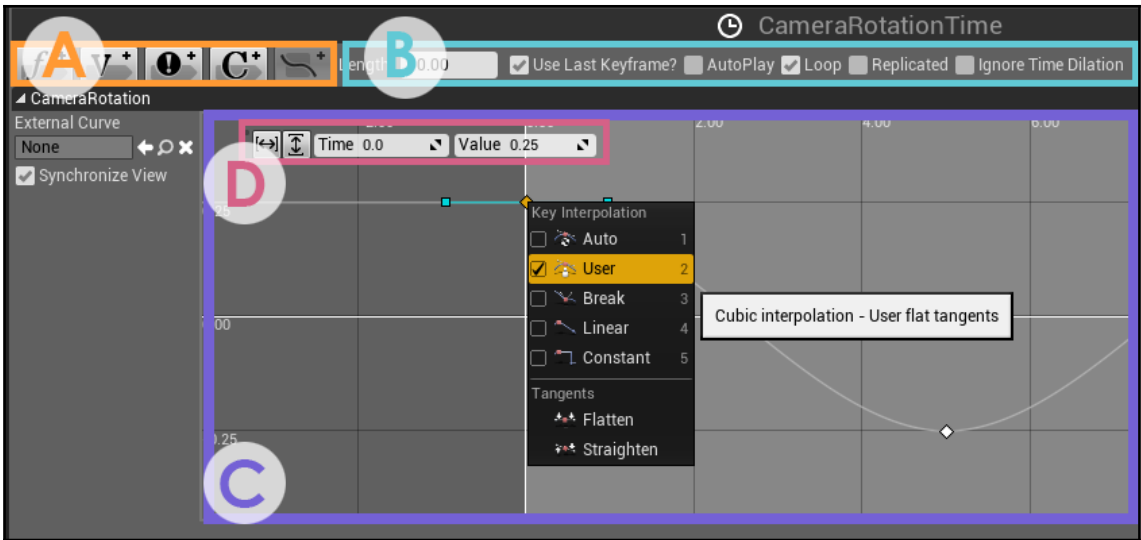 CameraRotationTime
A
B
f+ V+ !+ C+ +
Length 0.00 Use Last Keyframe? AutoPlay Loop Replicated Ignore Time Dilation
CameraRotation
External Curve
None
Synchronize View
2.00 4.00 6.00
Time 0.0 Value 0.25
D
Key Interpolation
Auto 1
User 2
Break 3
Linear 4
Constant 5
Cubic interpolation - User flat tangents
Tangents
Flatten
Straighten
0.25
C